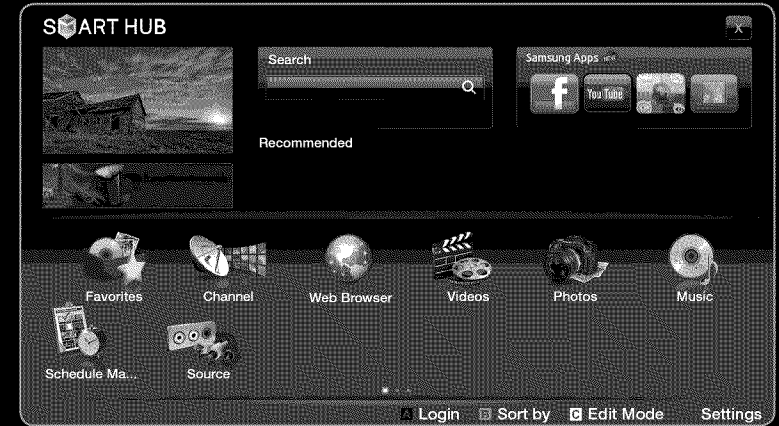 SMART HUB
X
Search
Samsung Apps
f
You Tube
Recommended
Favorites
Channel
Web Browser
Videos
Photos
Music
Schedule Ma...
Source
A Login B Sort by C Edit Mode Settings